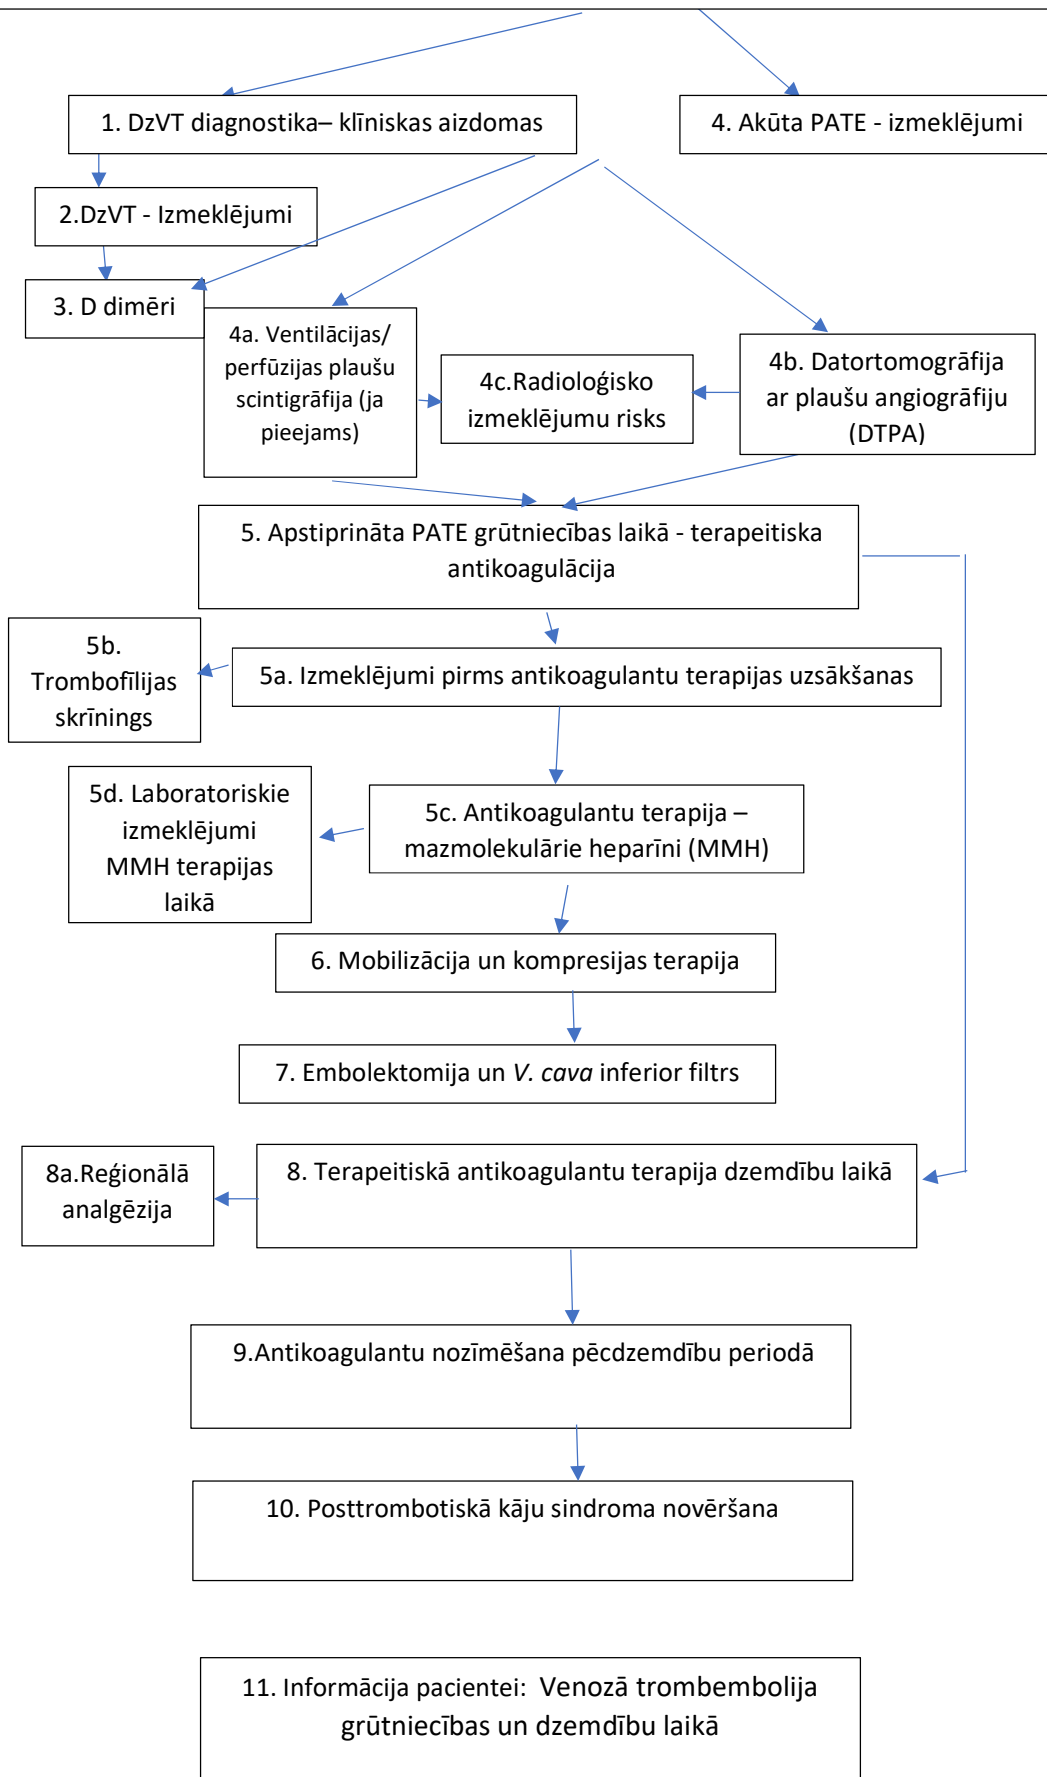 1. DzVT diagnostika– klīniskas aizdomas
4. Akūta PATE - izmeklējumi
2.DzVT - Izmeklējumi
3. D dimēri
4a. Ventilācijas/
perfūzijas plaušu
scintigrāfija (ja
pieejams)
4c.Radioloģisko
izmeklējumu risks
4b. Datortomogrāfija
ar plaušu angiogrāfiju
(DTPA)
5. Apstiprināta PATE grūtniecības laikā - terapeitiska
antikoagulācija
5b.
Trombofīlijas
skrīnings
5a. Izmeklējumi pirms antikoagulantu terapijas uzsākšanas
5d. Laboratoriskie
izmeklējumi
MMH terapijas
laikā
5c. Antikoagulantu terapija –
mazmolekulārie heparīni (MMH)
6. Mobilizācija un kompresijas terapija
7. Embolektomija un V. cava inferior filtrs
8a.Reģionālā
analgēzija
8. Terapeitiskā antikoagulantu terapija dzemdību laikā
9.Antikoagulantu nozīmēšana pēcdzemdību periodā
10. Posttrombotiskā kāju sindroma novēršana
11. Informācija pacientei: Venozā trombembolija
grūtniecības un dzemdību laikā